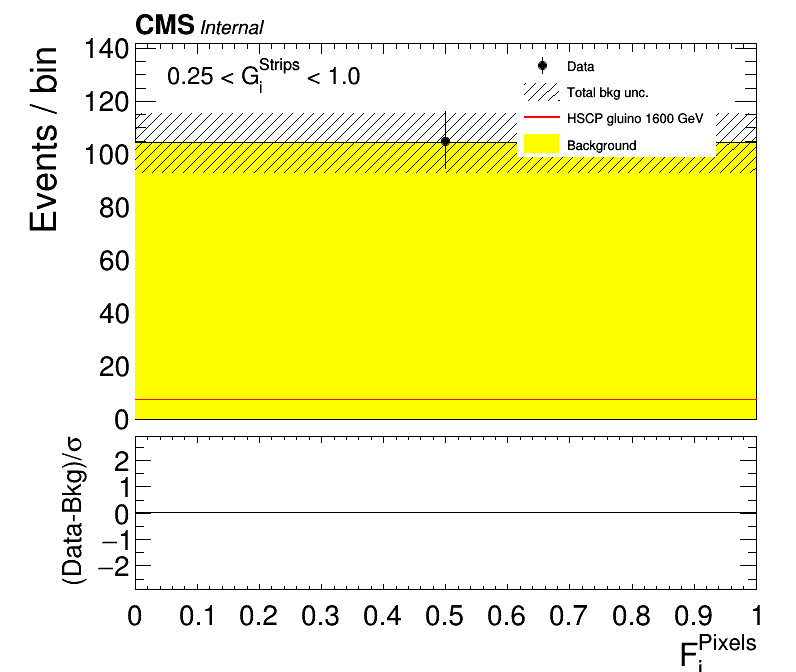 CMS Internal
Events / bin
140
120
100
80
60
40
20
0
0.25 < G_i^Strips < 1.0
Data
Total bkg unc.
HSCP gluino 1600 GeV
Background
(Data-Bkg)/σ
2
1
0
−1
−2
0 0.1 0.2 0.3 0.4 0.5 0.6 0.7 0.8 0.9 1
F_i^Pixels